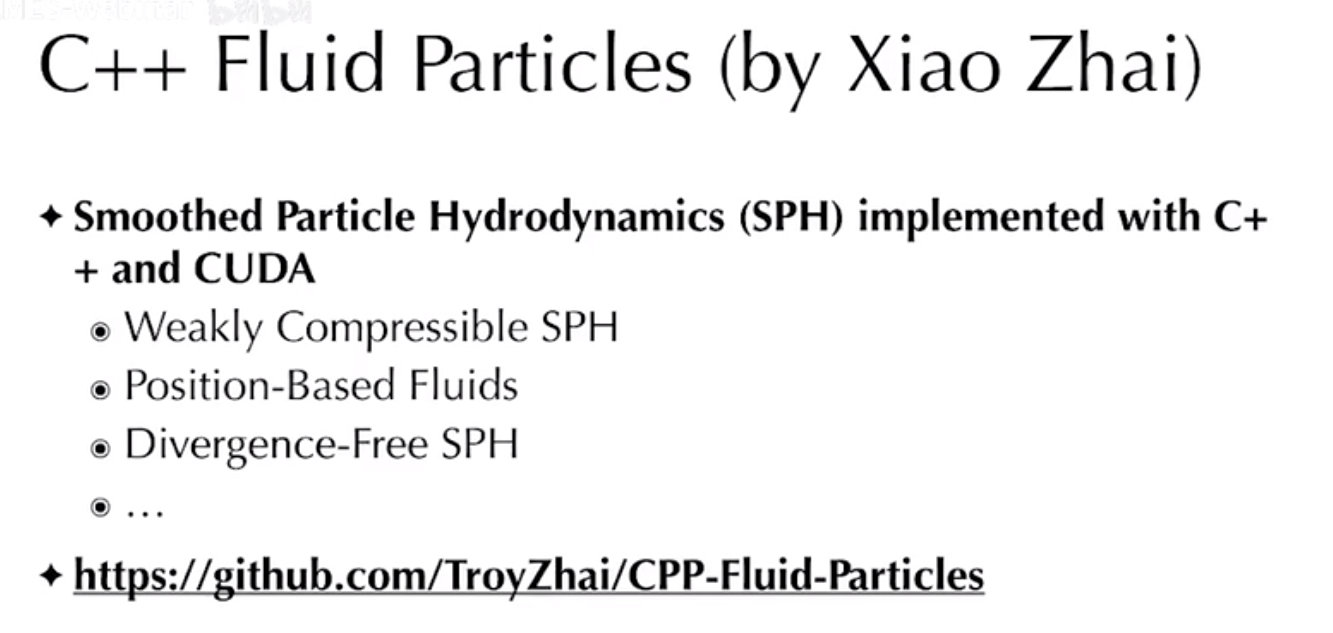 C++ Fluid Particles (by Xiao Zhai)
✦ Smoothed Particle Hydrodynamics (SPH) implemented with C+
+ and CUDA
◉ Weakly Compressible SPH
◉ Position-Based Fluids
◉ Divergence-Free SPH
◉ ...
✦ https://github.com/TroyZhai/CPP-Fluid-Particles